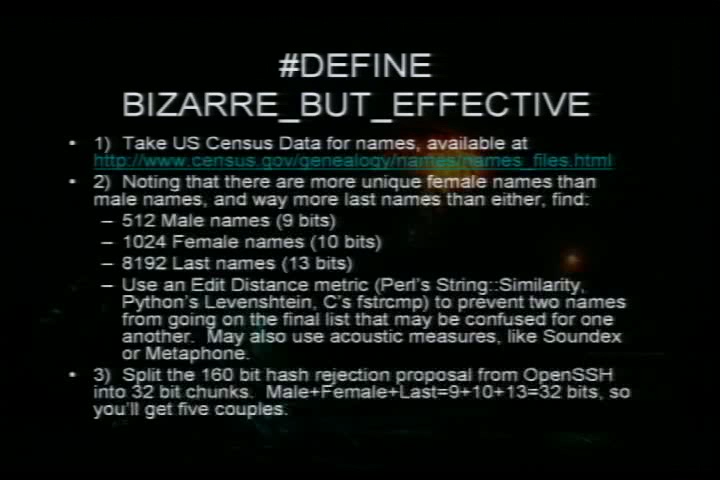 #DEFINE
BIZARRE_BUT_EFFECTIVE
• 1) Take US Census Data for names, available at
http://www.census.gov/genealogy/names/names_files.html
• 2) Noting that there are more unique female names than
male names, and way more last names than either, find:
– 512 Male names (9 bits)
– 1024 Female names (10 bits)
– 8192 Last names (13 bits)
– Use an Edit Distance metric (Perl's String::Similarity,
Python's Levenshtein, C's fstrcmp) to prevent two names
from going on the final list that may be confused for one
another. May also use acoustic measures, like Soundex
or Metaphone.
• 3) Split the 160 bit hash rejection proposal from OpenSSH
into 32 bit chunks. Male+Female+Last=9+10+13=32 bits, so
you'll get five couples.